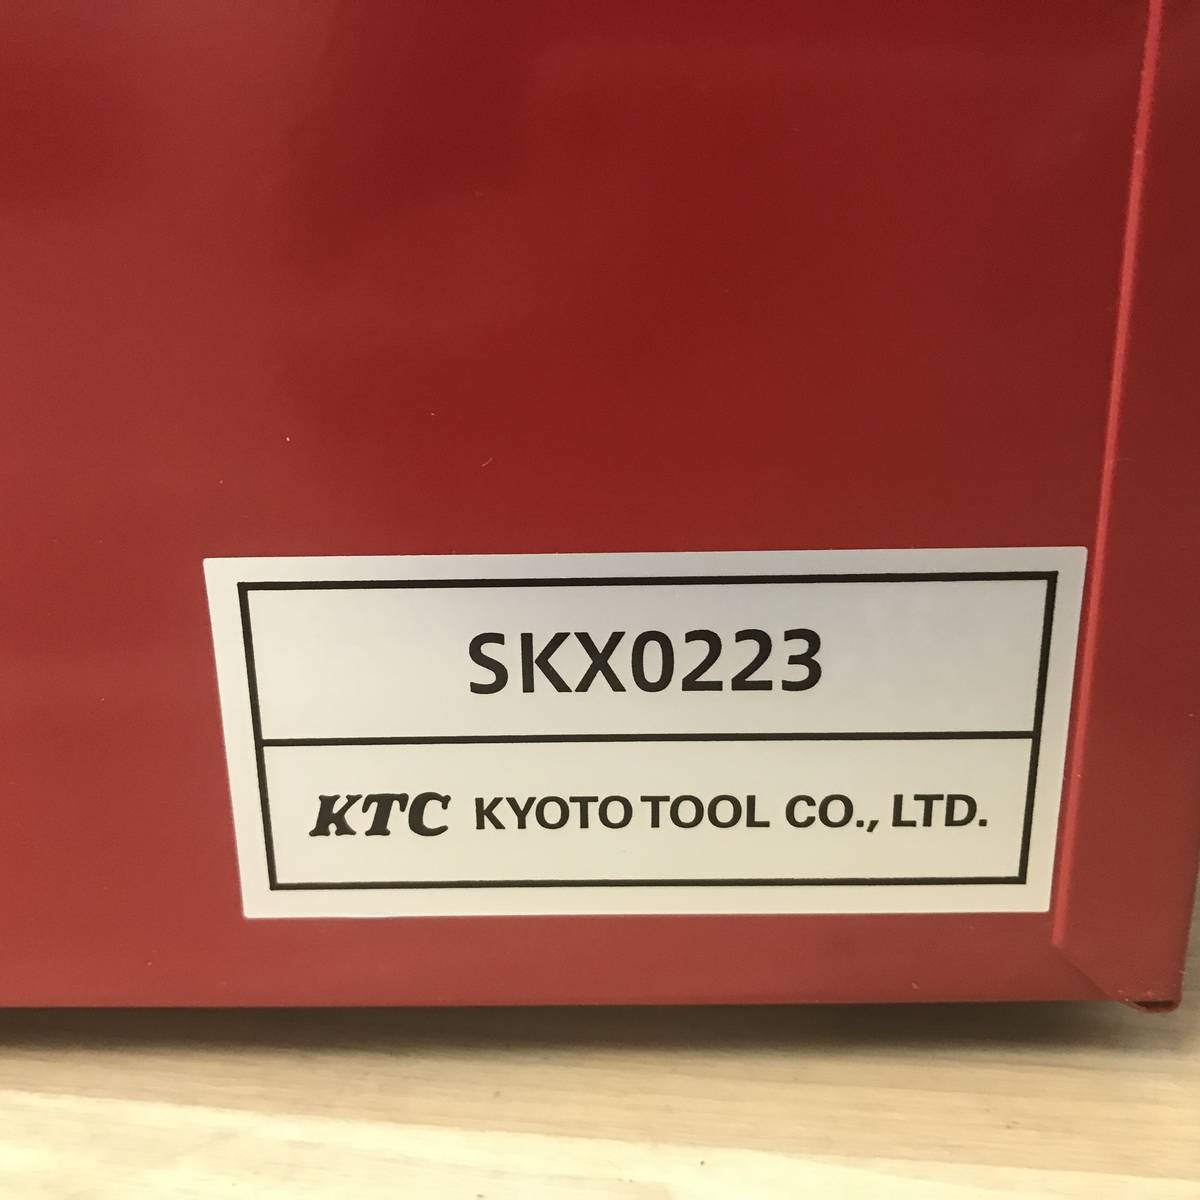 SKX0223
KTC KYOTO TOOL CO., LTD.